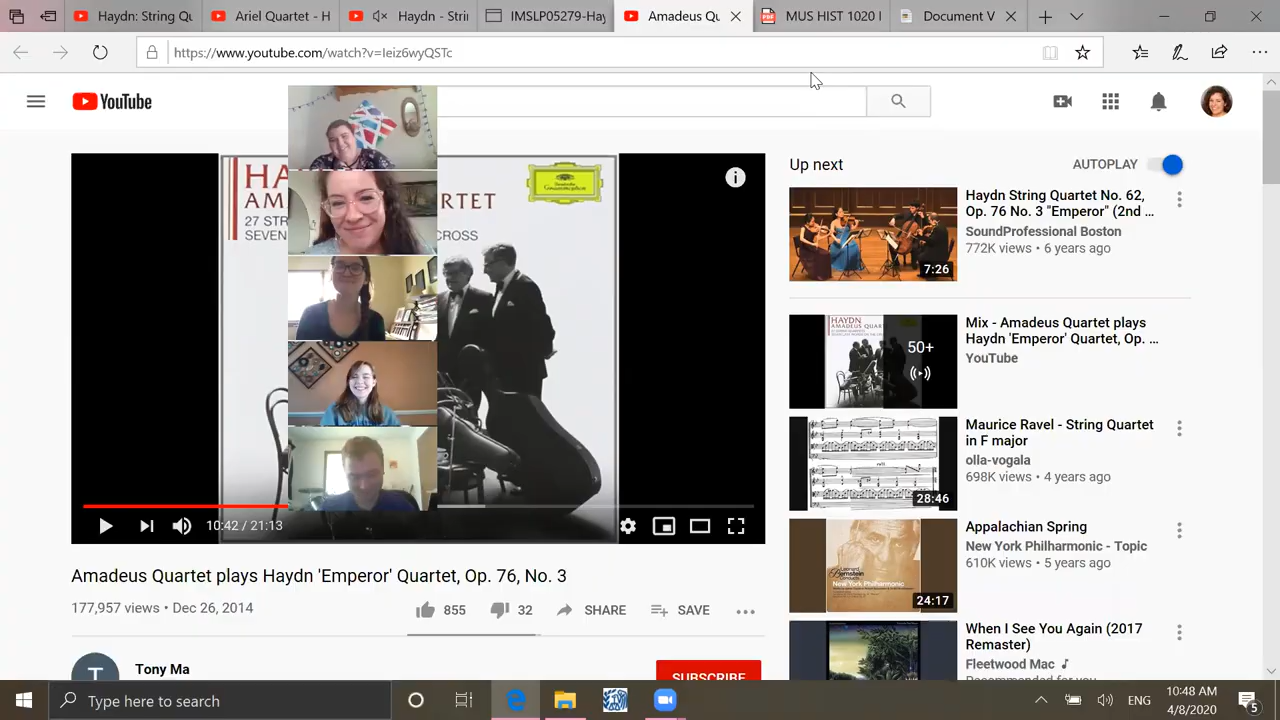 Haydn: String Qu
Ariel Quartet - H
Haydn - Stri
IMSLP05279-Hay
Amadeus Qu
MUS HIST 1020 I
Document V
https://www.youtube.com/watch?v=Ieiz6wyQSTc
YouTube
HA
AM
QUARTET
27 STR
SEVEN
CROSS
10:42 / 21:13
Amadeus Quartet plays Haydn 'Emperor' Quartet, Op. 76, No. 3
177,957 views • Dec 26, 2014
855
32
SHARE
SAVE
T
Tony Ma
SUBSCRIBE
Up next
AUTOPLAY
Haydn String Quartet No. 62,
Op. 76 No. 3 "Emperor" (2nd ...
SoundProfessional Boston
772K views • 6 years ago
7:26
Mix - Amadeus Quartet plays
Haydn 'Emperor' Quartet, Op. ...
YouTube
50+
HAYDN
Maurice Ravel - String Quartet
in F major
olla-vogala
698K views • 4 years ago
28:46
Appalachian Spring
New York Philharmonic - Topic
610K views • 5 years ago
24:17
When I See You Again (2017
Remaster)
Fleetwood Mac
Recommended for you
Type here to search
ENG
10:48 AM
4/8/2020
5